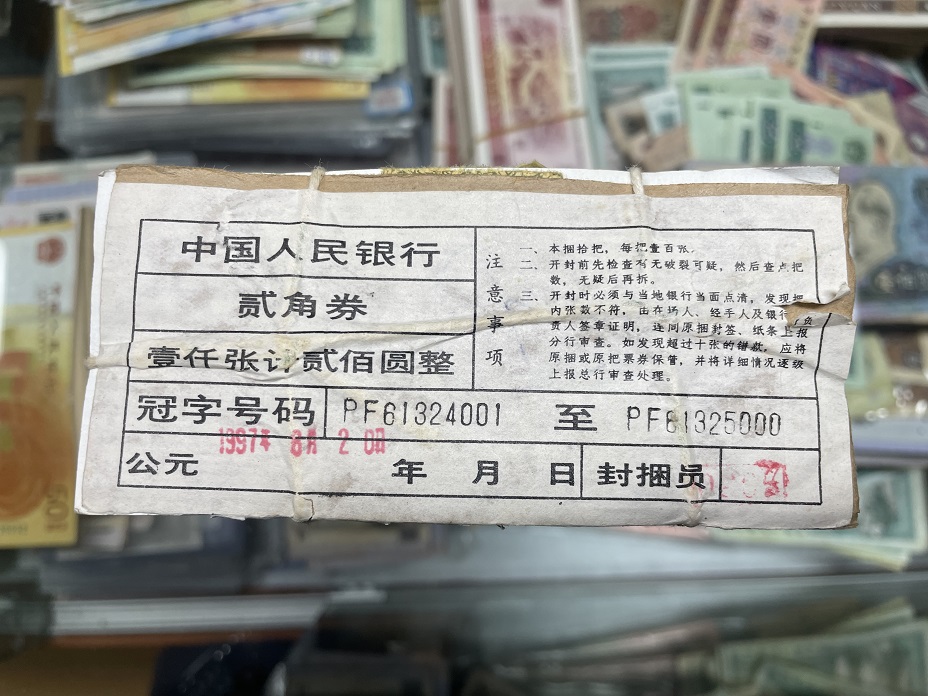 中国人民银行
贰角券
壹仟张计贰佰圆整
注意事项
一、本捆拾把，每把壹百张。
二、开封前先检查有无破裂可疑，然后查点把
数，无疑后再拆。
三、开封时必须与当地银行当面点清，发现把
内张数不符，由在场人、经手人及银行负
责人签章证明，连同原捆封签、纸条上报
分行审查。如发现超过十张的错款，应将
原捆或原把票券保管，并将详细情况逐级
上报总行审查处理。
冠字号码 PF61324001 至 PF61325000
1997年 8月 20日
公元 年 月 日 封捆员